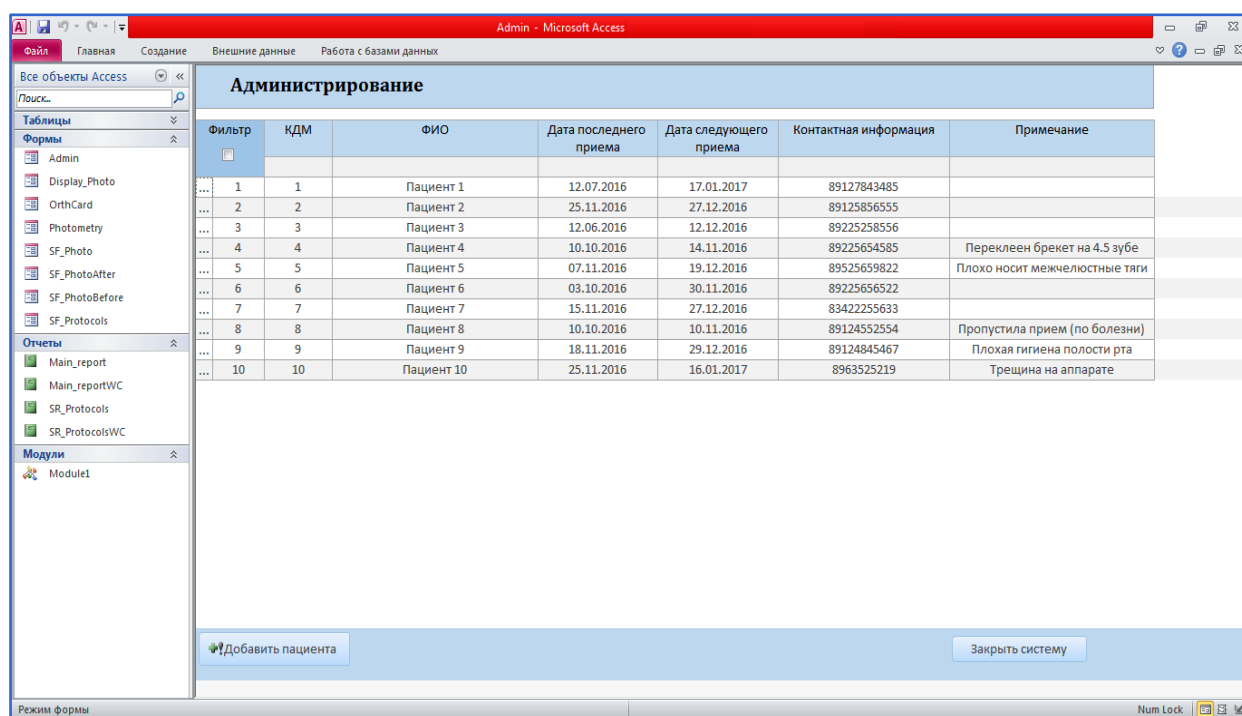 Admin - Microsoft Access
Файл Главная Создание Внешние данные Работа с базами данных
Все объекты Access
Поиск...
Таблицы
Формы
Admin
Display_Photo
OrthCard
Photometry
SF_Photo
SF_PhotoAfter
SF_PhotoBefore
SF_Protocols
Отчеты
Main_report
Main_reportWC
SR_Protocols
SR_ProtocolsWC
Модули
Module1
Администрирование
Фильтр КДМ ФИО Дата последнего приема Дата следующего приема Контактная информация Примечание
... 1 1 Пациент 1 12.07.2016 17.01.2017 89127843485
... 2 2 Пациент 2 25.11.2016 27.12.2016 89125856555
... 3 3 Пациент 3 12.06.2016 12.12.2016 89225258556
... 4 4 Пациент 4 10.10.2016 14.11.2016 89225654585 Переклеен брекет на 4.5 зубе
... 5 5 Пациент 5 07.11.2016 19.12.2016 89525659822 Плохо носит межчелюстные тяги
... 6 6 Пациент 6 03.10.2016 30.11.2016 89225656522
... 7 7 Пациент 7 15.11.2016 27.12.2016 83422255633
... 8 8 Пациент 8 10.10.2016 10.11.2016 89124552554 Пропустила прием (по болезни)
... 9 9 Пациент 9 18.11.2016 29.12.2016 89124845467 Плохая гигиена полости рта
... 10 10 Пациент 10 25.11.2016 16.01.2017 8963525219 Трещина на аппарате
Добавить пациента Закрыть систему
Режим формы Num Lock